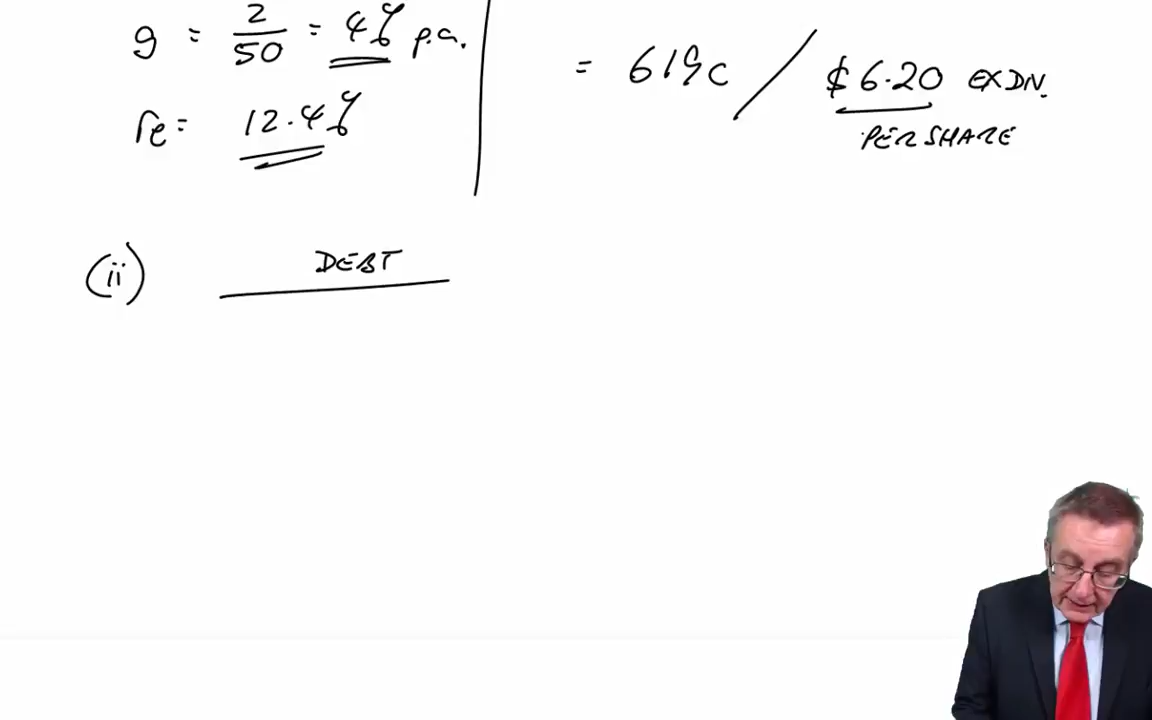 g = 2/50 = 4% p.a.
re = 12.4%
= 619c / $6.20 EX DIV.
PER SHARE
(ii) DEBT